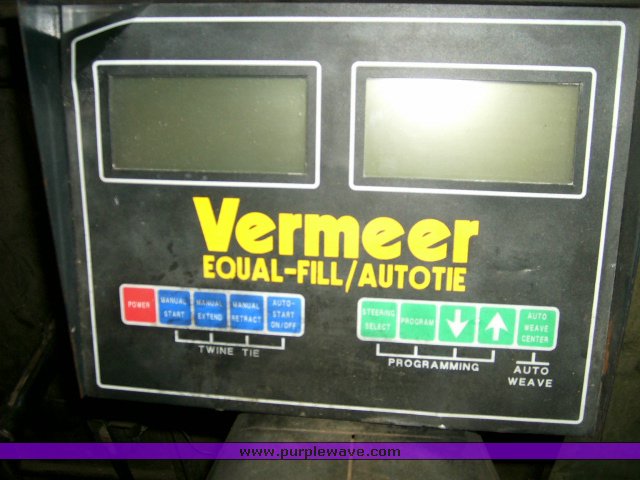 Vermeer
EQUAL-FILL/AUTOTIE
POWER
MANUAL
START
MANUAL
EXTEND
MANUAL
RETRACT
AUTO-
START
ON/OFF
TWINE TIE
STEERING
SELECT
PROGRAM
AUTO
WEAVE
CENTER
PROGRAMMING
AUTO
WEAVE
www.purplewave.com